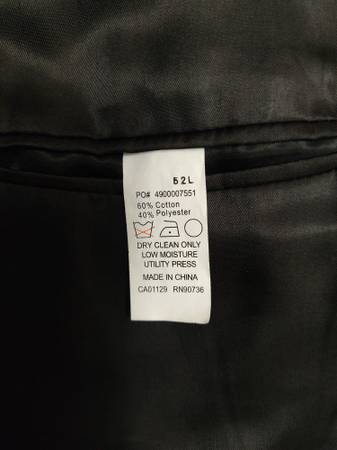 52L
PO# 4900007551
60% Cotton
40% Polyester
DRY CLEAN ONLY
LOW MOISTURE
UTILITY PRESS
MADE IN CHINA
CA01129 RN90736